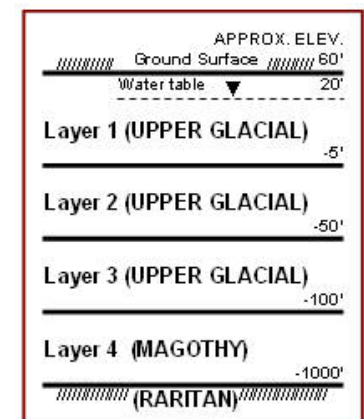 APPROX. ELEV.
Ground Surface 60'
Water table 20'
Layer 1 (UPPER GLACIAL)
-5'
Layer 2 (UPPER GLACIAL)
-50'
Layer 3 (UPPER GLACIAL)
-100'
Layer 4 (MAGOTHY)
-1000'
(RARITAN)